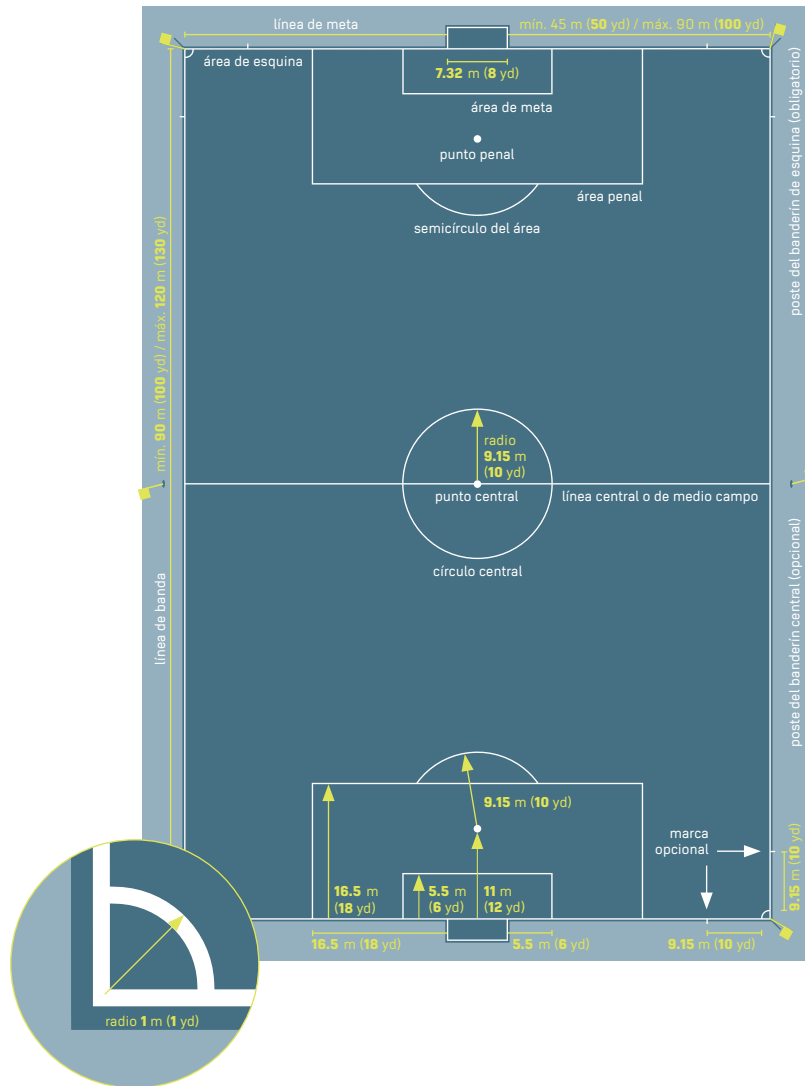 línea de meta
mín. 45 m (50 yd) / máx. 90 m (100 yd)
área de esquina
7.32 m (8 yd)
área de meta
punto penal
área penal
semicírculo del área
poste del banderín de esquina (obligatorio)
mín. 90 m (100 yd) / máx. 120 m (130 yd)
radio
9.15 m
(10 yd)
punto central
línea central o de medio campo
círculo central
línea de banda
poste del banderín central (opcional)
9.15 m (10 yd)
marca
opcional
9.15 m (10 yd)
16.5 m
(18 yd)
5.5 m
(6 yd)
11 m
(12 yd)
16.5 m (18 yd)
5.5 m (6 yd)
9.15 m (10 yd)
radio 1 m (1 yd)